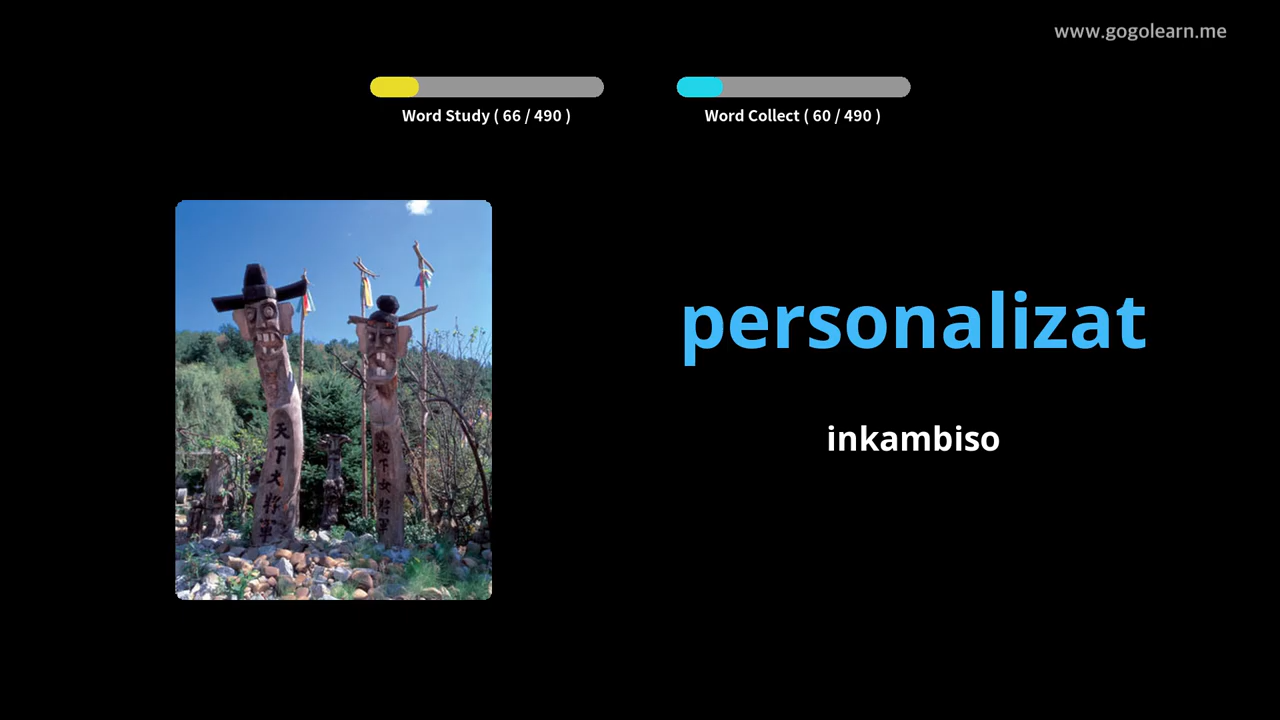 www.gogolearn.me
Word Study ( 66 / 490 )
Word Collect ( 60 / 490 )
天下大將軍
地下女將軍
personalizat
inkambiso